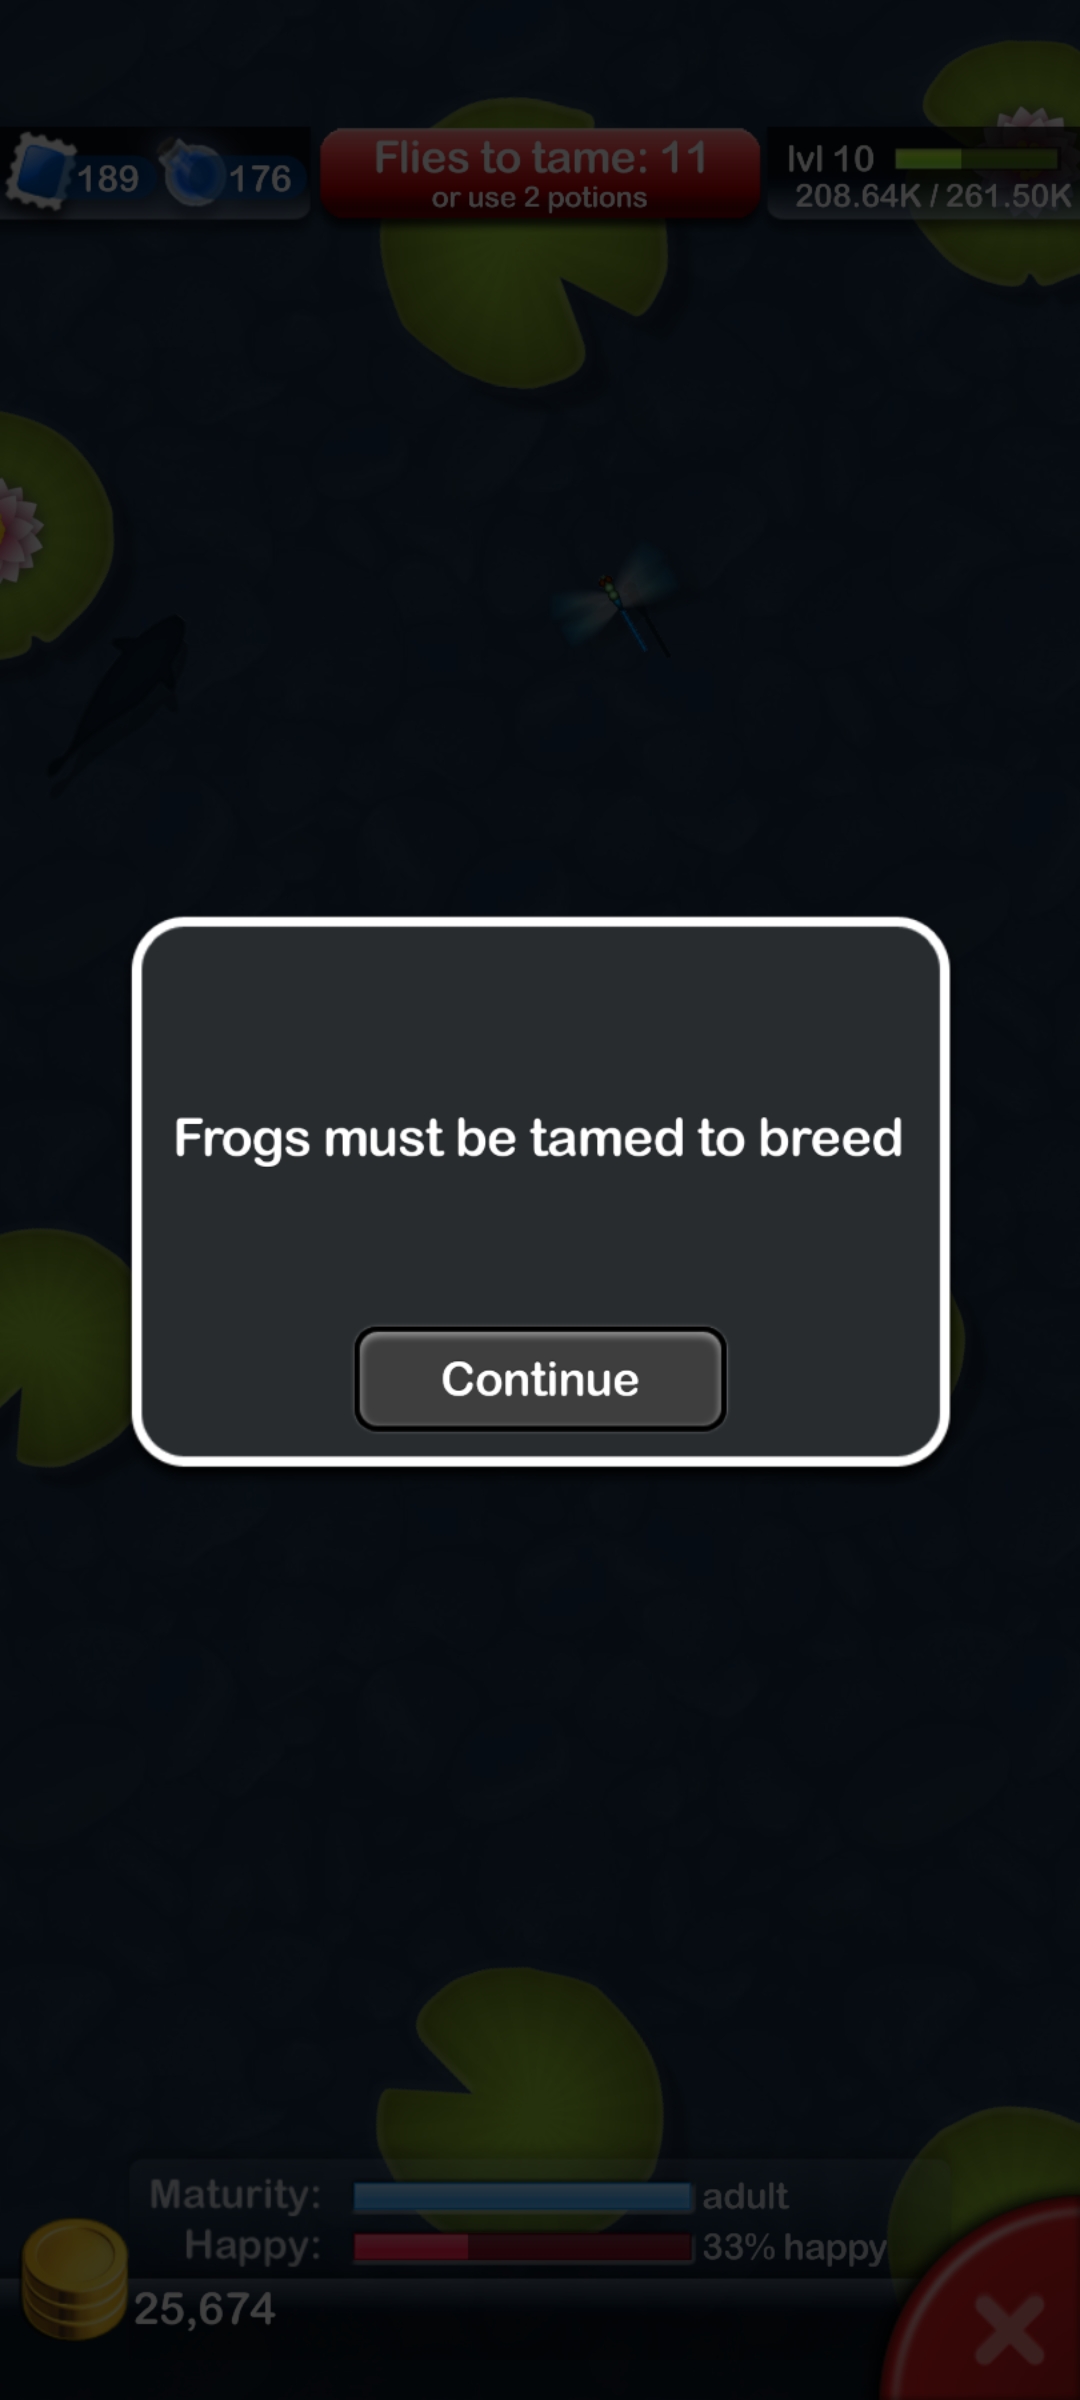 189
176
Flies to tame: 11
or use 2 potions
lvl 10
208.64K / 261.50K
Frogs must be tamed to breed
Continue
Maturity:
adult
Happy:
33% happy
25,674